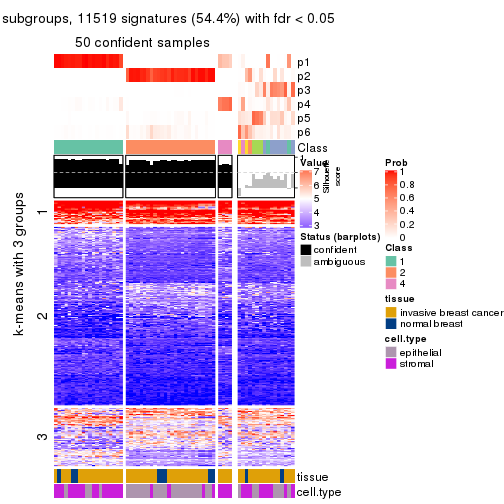 subgroups, 11519 signatures (54.4%) with fdr < 0.05
50 confident samples
p1
p2
p3
p4
p5
p6
Class
1
0
Silhouette
score
k-means with 3 groups
1
2
3
Value
7
6
5
4
3
Status (barplots)
confident
ambiguous
Prob
1
0.8
0.6
0.4
0.2
0
Class
1
2
4
tissue
invasive breast cancer
normal breast
cell.type
epithelial
stromal
tissue
cell.type